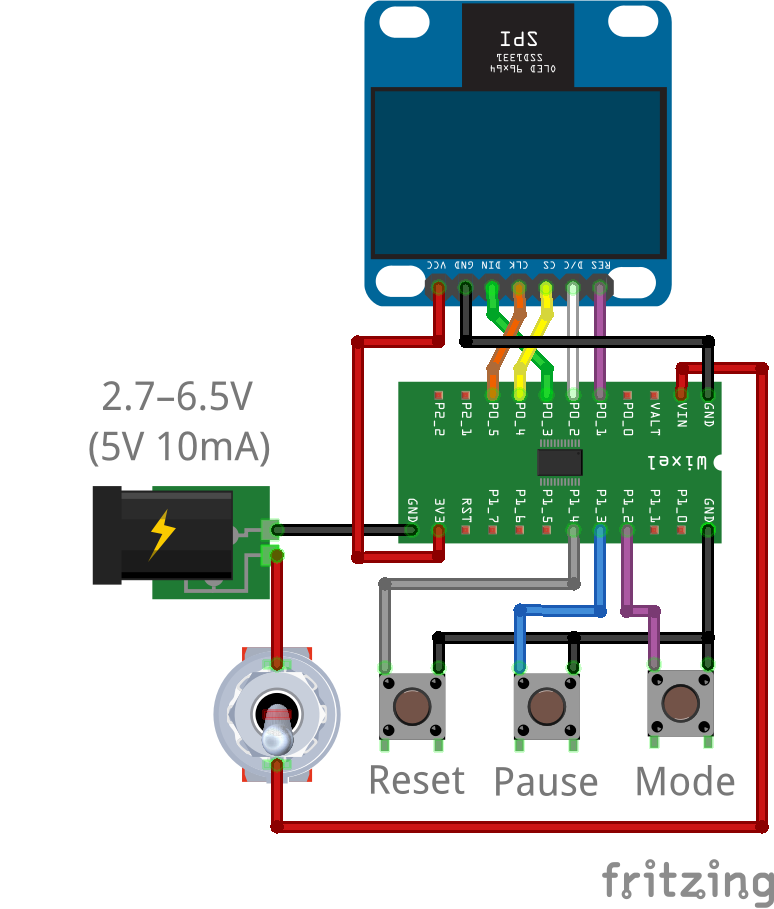 SPI
SSD1331
OLED 96x64
VCC GND DIN CLK CS D/C RES
P2_2 P2_1 P0_5 P0_4 P0_3 P0_2 P0_1 P0_0 VALT VIN GND
2.7–6.5V
(5V 10mA)
Wixel
GND 3V3 RST P1_7 P1_6 P1_5 P1_4 P1_3 P1_2 P1_1 P1_0 GND
Reset Pause Mode
fritzing